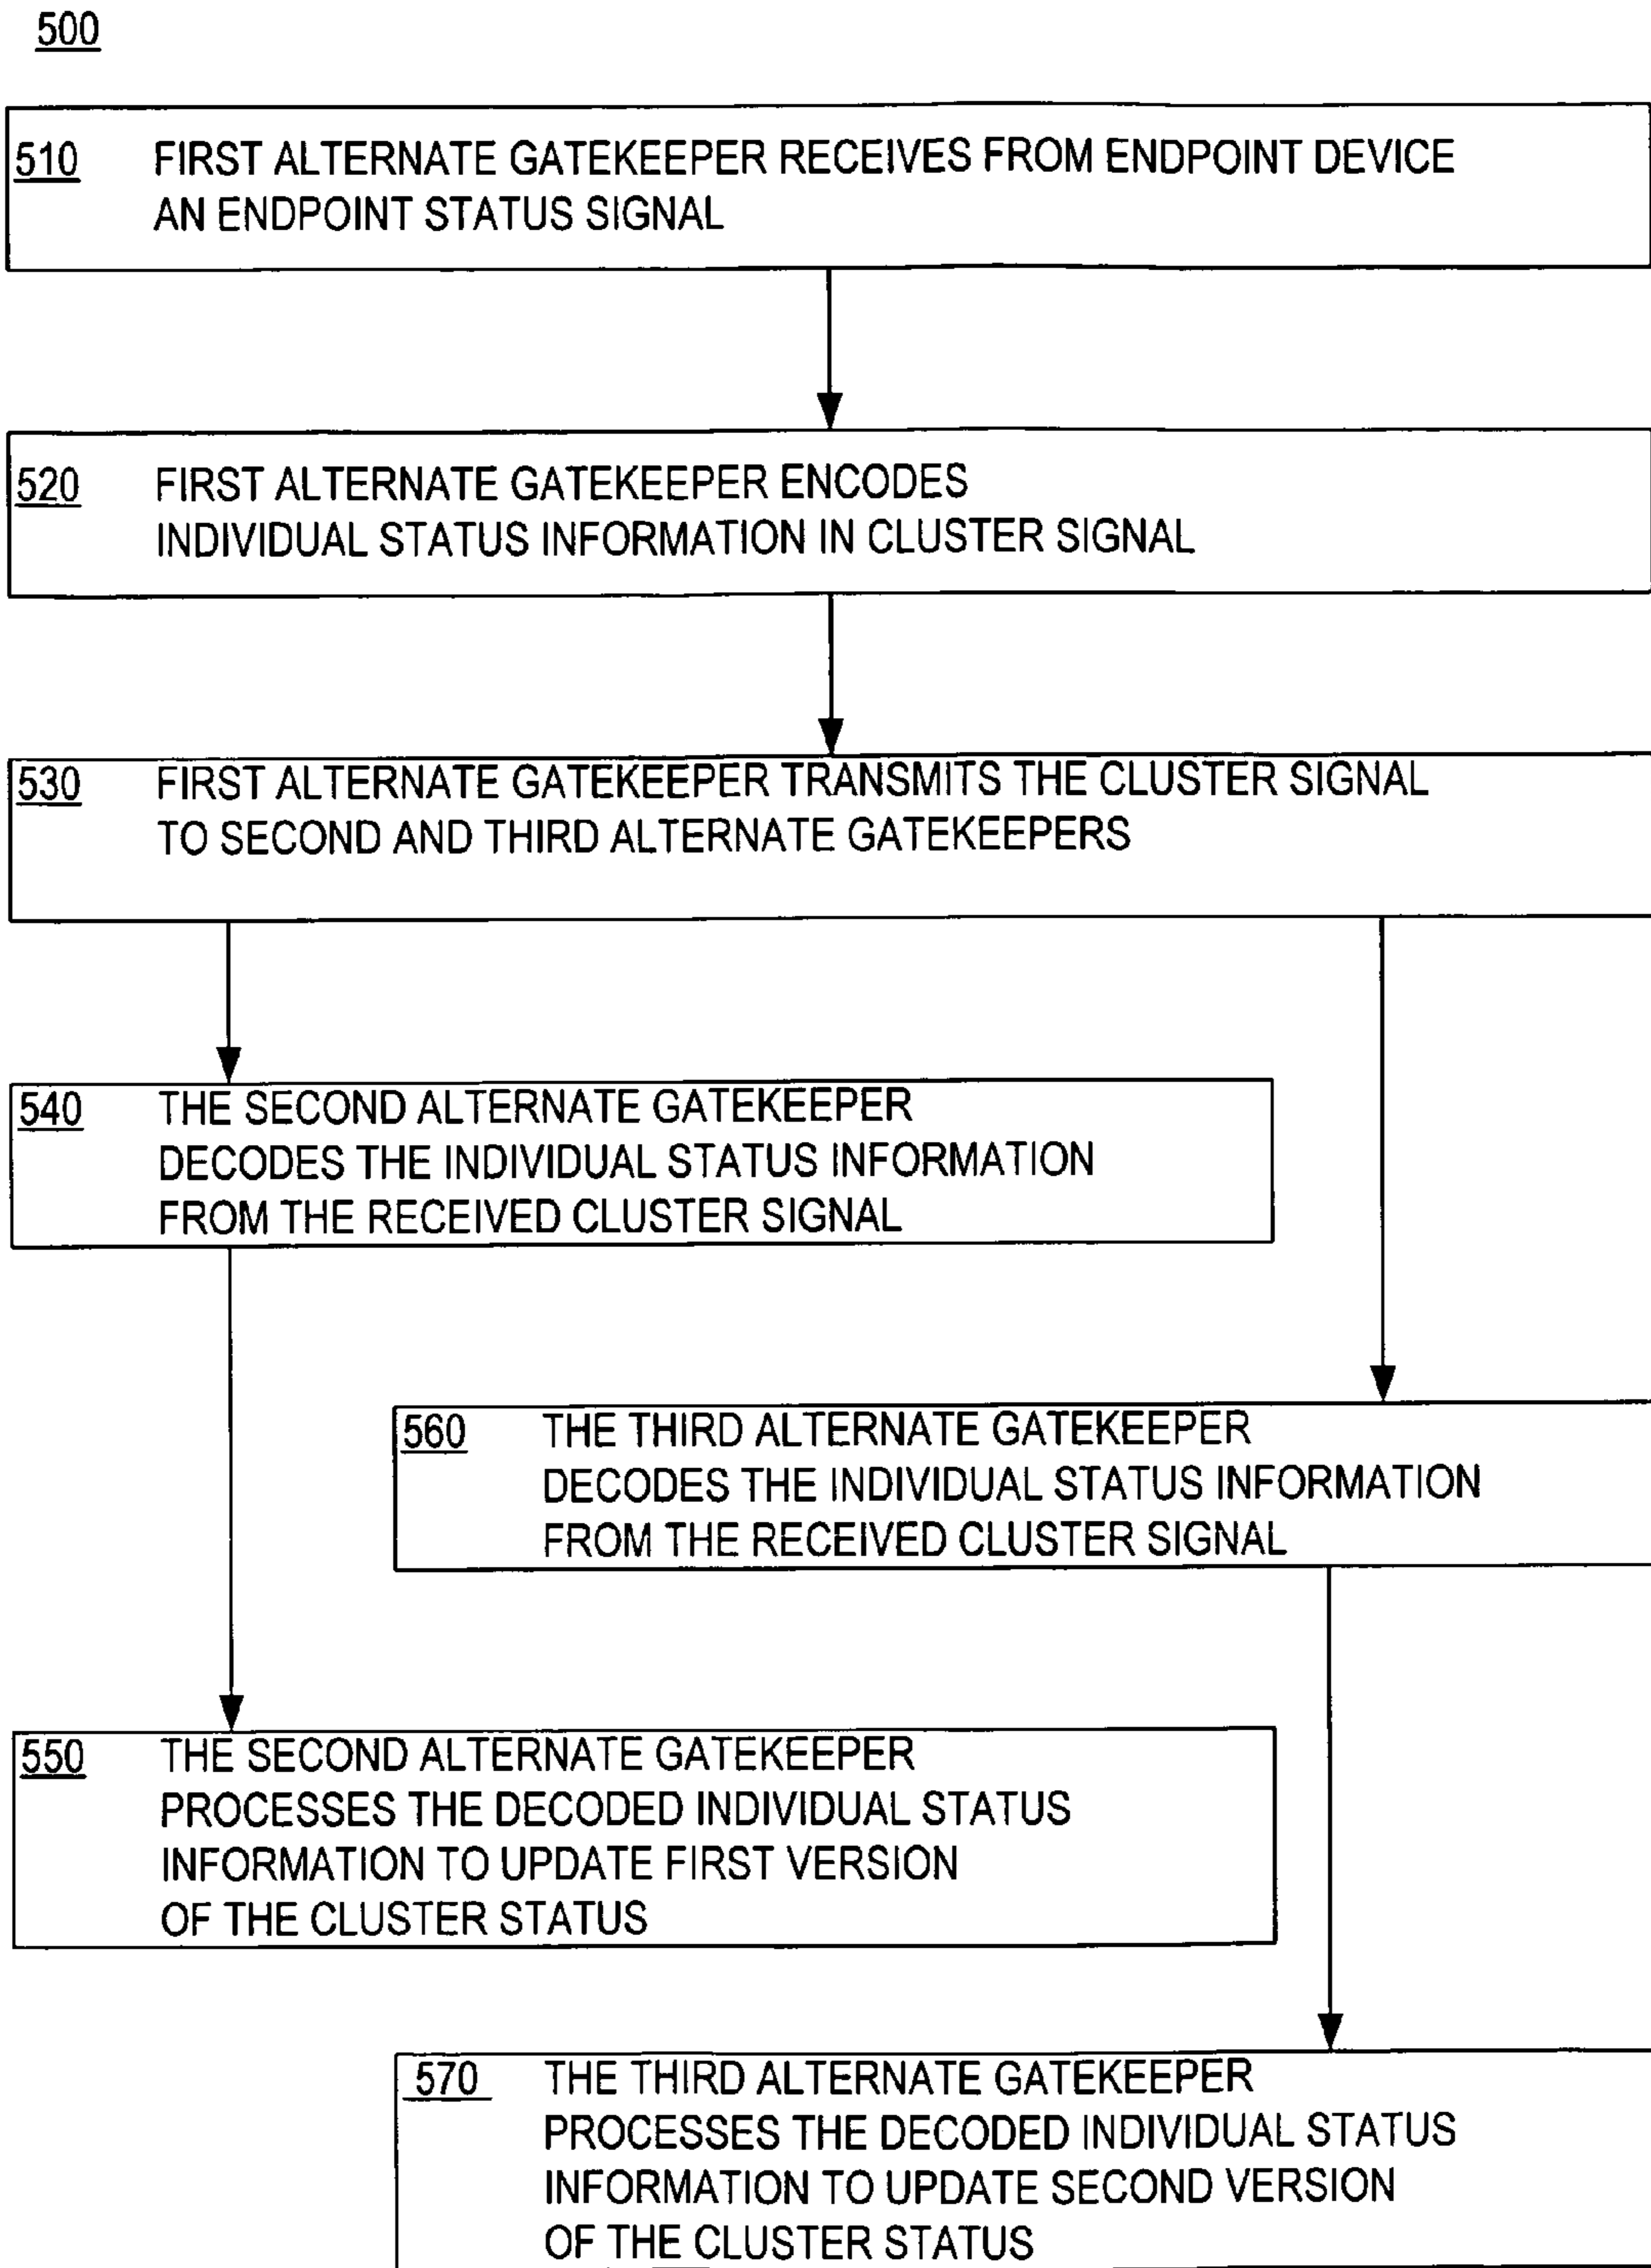 500
510 FIRST ALTERNATE GATEKEEPER RECEIVES FROM ENDPOINT DEVICE
AN ENDPOINT STATUS SIGNAL
520 FIRST ALTERNATE GATEKEEPER ENCODES
INDIVIDUAL STATUS INFORMATION IN CLUSTER SIGNAL
530 FIRST ALTERNATE GATEKEEPER TRANSMITS THE CLUSTER SIGNAL
TO SECOND AND THIRD ALTERNATE GATEKEEPERS
540 THE SECOND ALTERNATE GATEKEEPER
DECODES THE INDIVIDUAL STATUS INFORMATION
FROM THE RECEIVED CLUSTER SIGNAL
560 THE THIRD ALTERNATE GATEKEEPER
DECODES THE INDIVIDUAL STATUS INFORMATION
FROM THE RECEIVED CLUSTER SIGNAL
550 THE SECOND ALTERNATE GATEKEEPER
PROCESSES THE DECODED INDIVIDUAL STATUS
INFORMATION TO UPDATE FIRST VERSION
OF THE CLUSTER STATUS
570 THE THIRD ALTERNATE GATEKEEPER
PROCESSES THE DECODED INDIVIDUAL STATUS
INFORMATION TO UPDATE SECOND VERSION
OF THE CLUSTER STATUS